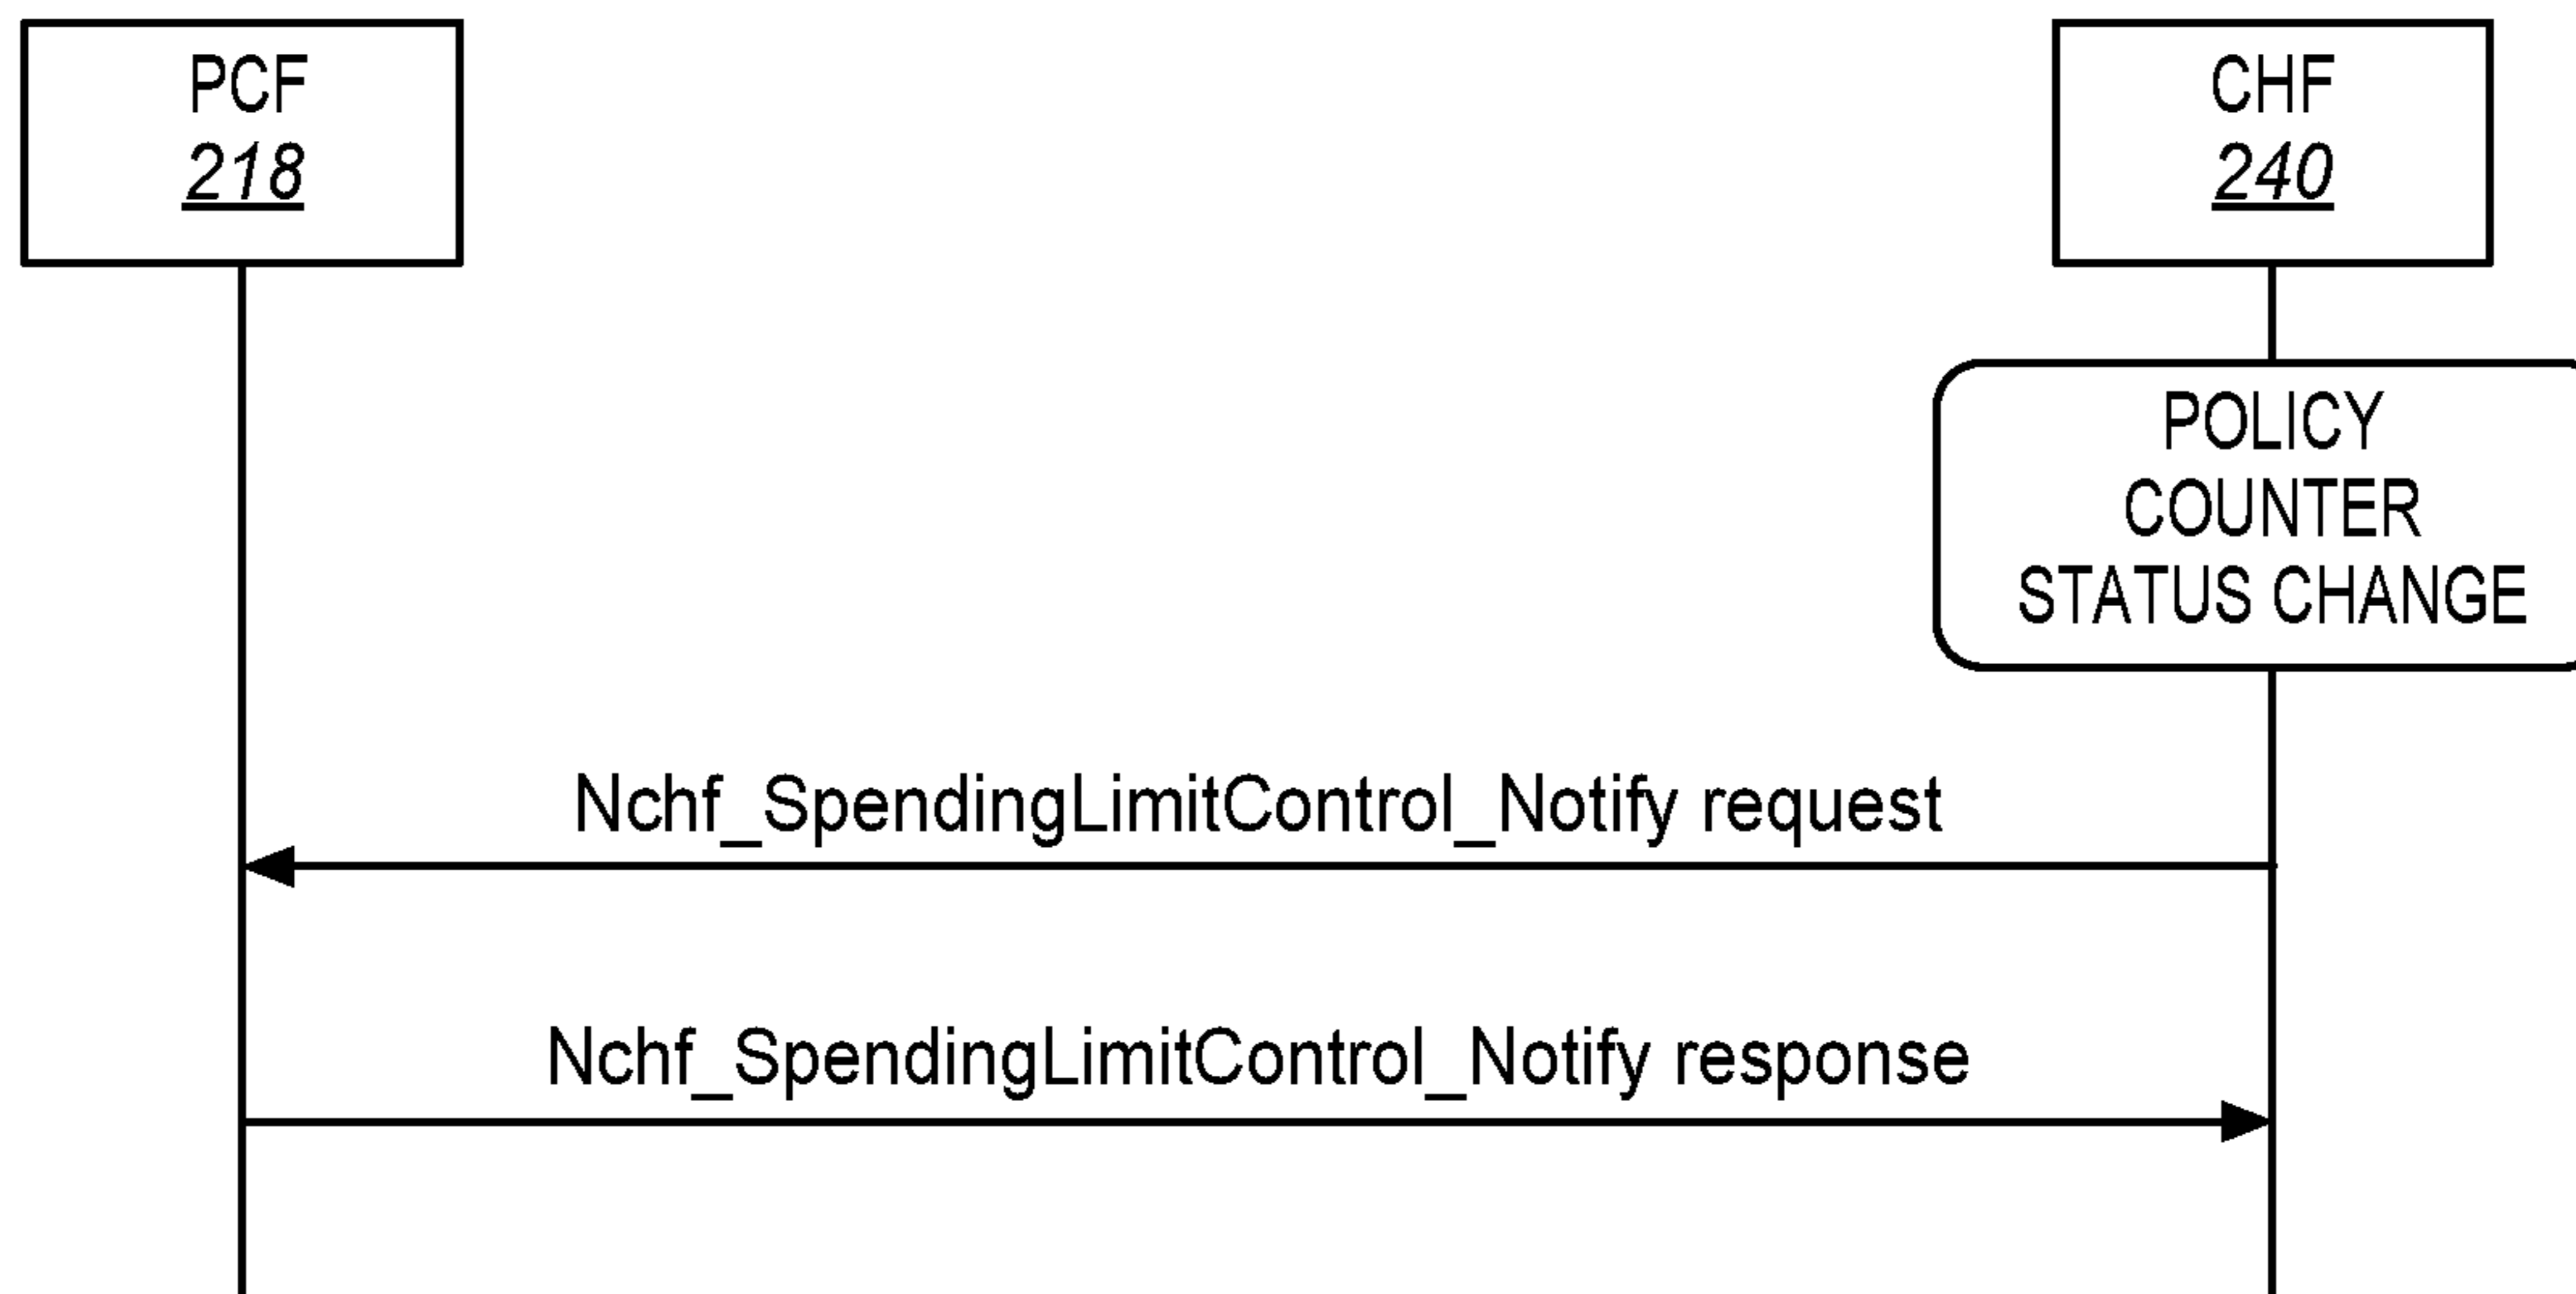 PCF
218
CHF
240
POLICY
COUNTER
STATUS CHANGE
Nchf_SpendingLimitControl_Notify request
Nchf_SpendingLimitControl_Notify response